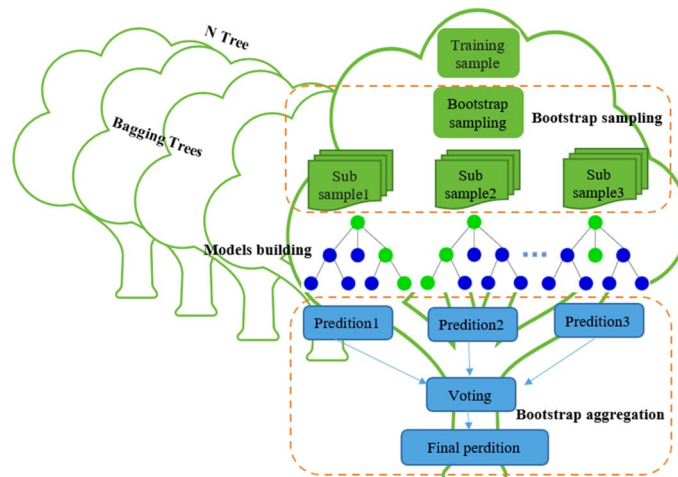 N Tree
Training
sample
Bagging Trees
Bootstrap
sampling
Bootstrap sampling
Sub
sample1
Sub
sample2
Sub
sample3
Models building
Predition1
Predition2
Predition3
Voting
Bootstrap aggregation
Final perdition